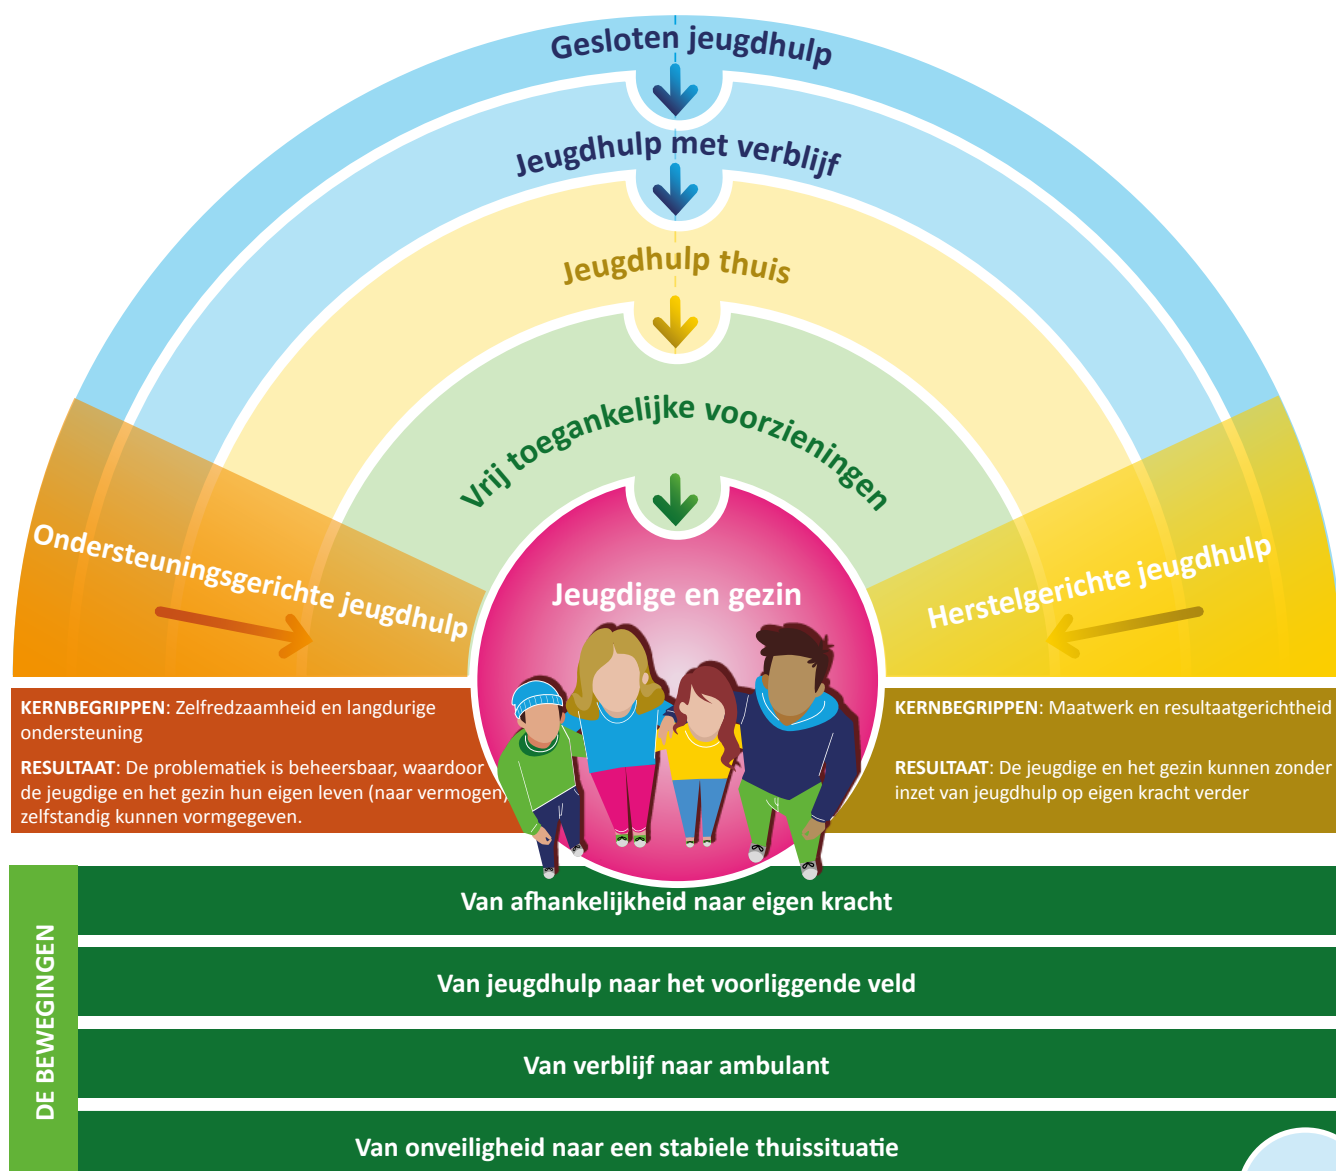 Gesloten jeugdhulp
Jeugdhulp met verblijf
Jeugdhulp thuis
Vrij toegankelijke voorzieningen
Ondersteuningsgerichte jeugdhulp
Jeugdige en gezin
Herstelgerichte jeugdhulp
KERNBEGRIPPEN: Zelfredzaamheid en langdurige
ondersteuning
RESULTAAT: De problematiek is beheersbaar, waardoor
de jeugdige en het gezin hun eigen leven (naar vermogen)
zelfstandig kunnen vormgegeven.
KERNBEGRIPPEN: Maatwerk en resultaatgerichtheid
RESULTAAT: De jeugdige en het gezin kunnen zonder
inzet van jeugdhulp op eigen kracht verder
DE BEWEGINGEN
Van afhankelijkheid naar eigen kracht
Van jeugdhulp naar het voorliggende veld
Van verblijf naar ambulant
Van onveiligheid naar een stabiele thuissituatie